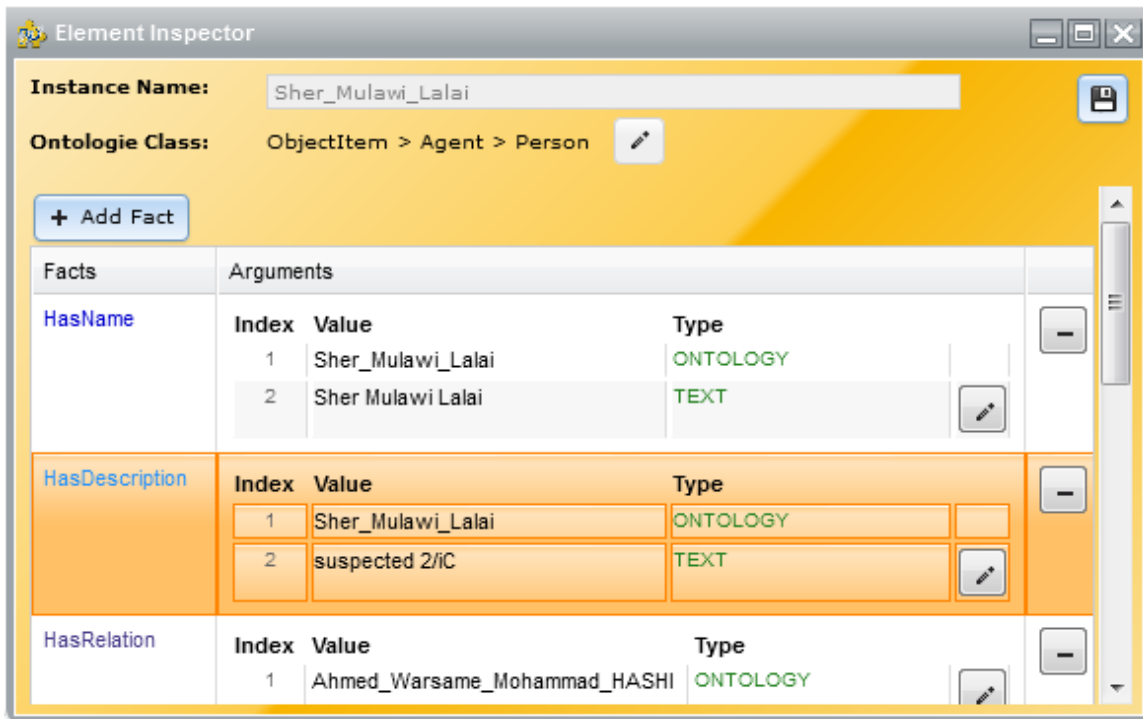 Element Inspector
Instance Name: Sher_Mulawi_Lalai
Ontologie Class: ObjectItem > Agent > Person
+ Add Fact
Facts Arguments
HasName Index Value Type
1 Sher_Mulawi_Lalai ONTOLOGY
2 Sher Mulawi Lalai TEXT
HasDescription Index Value Type
1 Sher_Mulawi_Lalai ONTOLOGY
2 suspected 2/iC TEXT
HasRelation Index Value Type
1 Ahmed_Warsame_Mohammad_HASHI ONTOLOGY